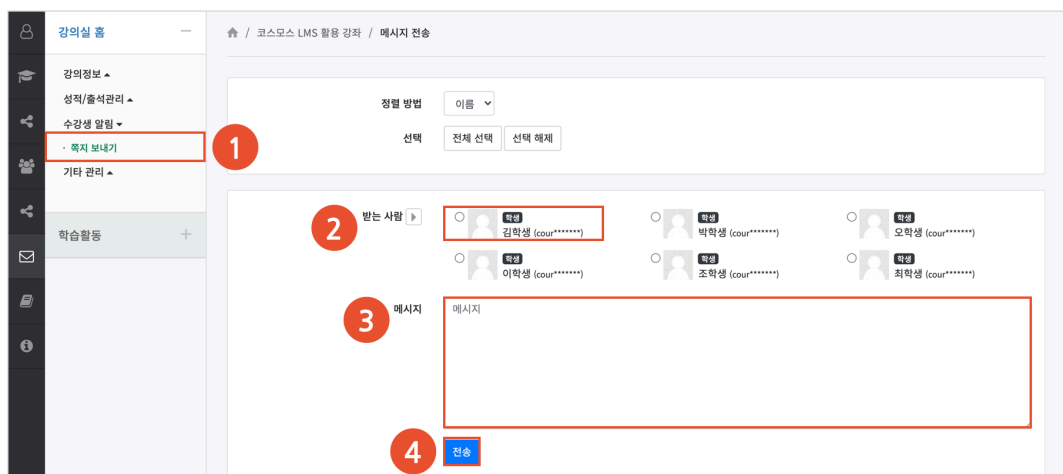 강의실 홈
강의정보
성적/출석관리
수강생 알림
· 쪽지 보내기
기타 관리
학습활동
/ 코스모스 LMS 활용 강좌 / 메시지 전송
정렬 방법 이름
선택 전체 선택 선택 해제
1
2
받는 사람
학생
김학생 (cour*******)
학생
박학생 (cour*******)
학생
오학생 (cour*******)
학생
이학생 (cour*******)
학생
조학생 (cour*******)
학생
최학생 (cour*******)
3
메시지
메시지
4
전송